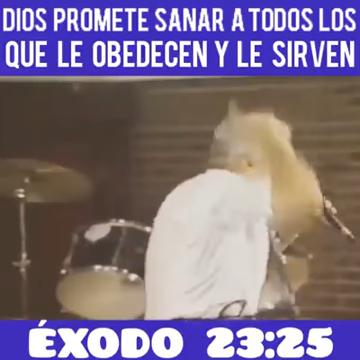 DIOS PROMETE SANAR A TODOS LOS
QUE LE OBEDECEN Y LE SIRVEN
ÉXODO 23:25